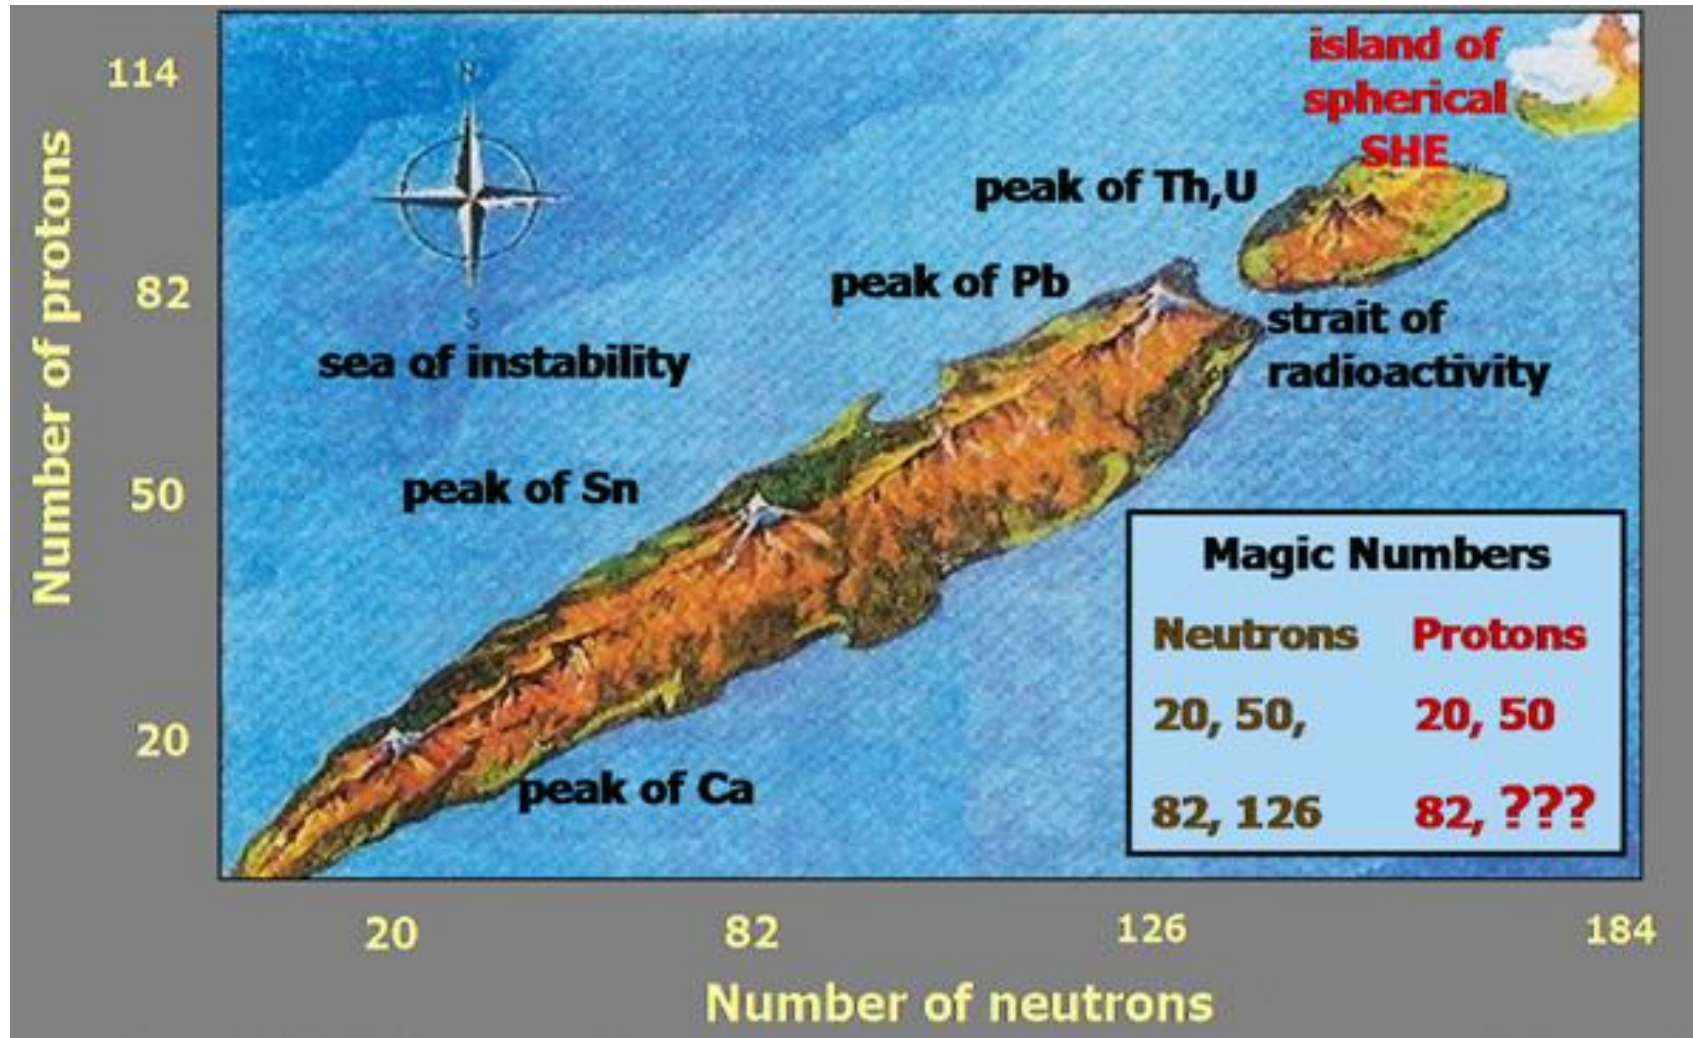 114
82
50
20
Number of protons
N
S
island of
spherical
SHE
peak of Th,U
peak of Pb
strait of
radioactivity
sea of instability
peak of Sn
peak of Ca
Magic Numbers
Neutrons Protons
20, 50, 20, 50
82, 126 82, ???
20 82 126 184
Number of neutrons